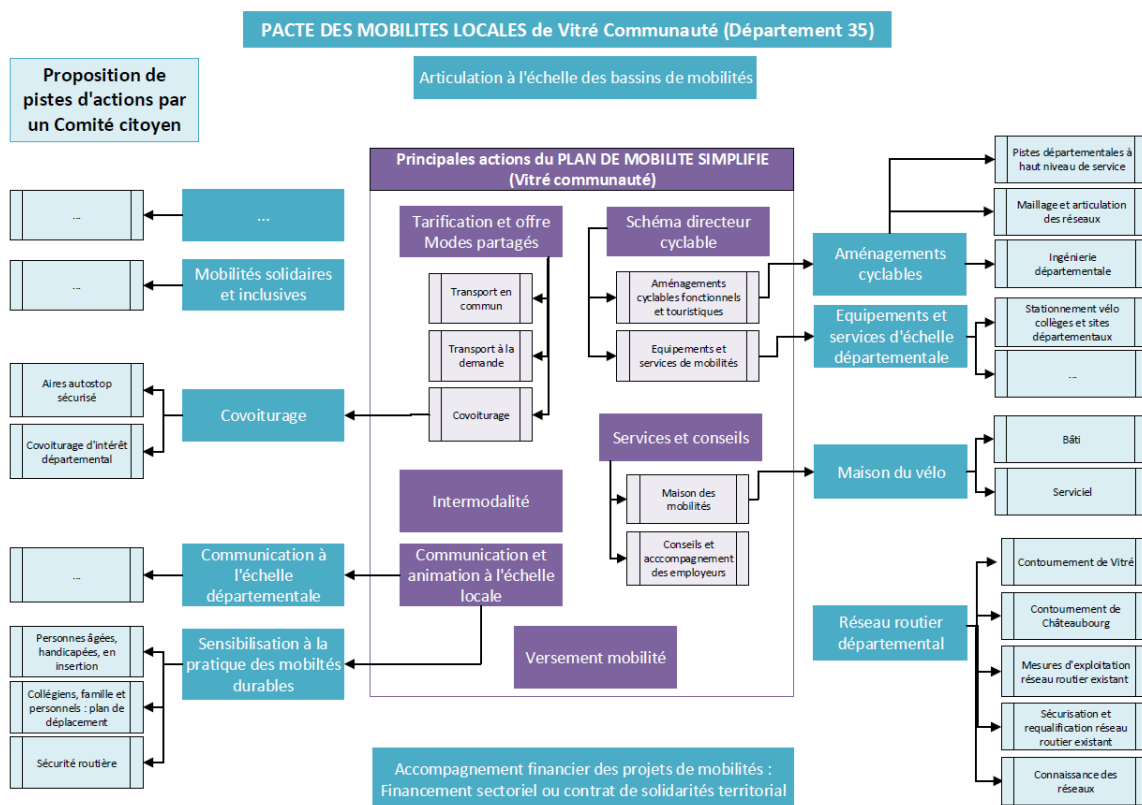 PACTE DES MOBILITES LOCALES de Vitré Communauté (Département 35)
Articulation à l'échelle des bassins de mobilités
Proposition de
pistes d'actions par
un Comité citoyen
Principales actions du PLAN DE MOBILITE SIMPLIFIE
(Vitré communauté)
...
...
...
Mobilités solidaires
et inclusives
Aires autostop
sécurisé
Covoiturage d'intérêt
départemental
Covoiturage
...
Communication à
l'échelle
départementale
Personnes âgées,
handicapées, en
insertion
Collégiens, famille et
personnels : plan de
déplacement
Sécurité routière
Sensibilisation à la
pratique des mobiltés
durables
Tarification et offre
Modes partagés
Transport en
commun
Transport à la
demande
Covoiturage
Intermodalité
Communication et
animation à l'échelle
locale
Versement mobilité
Schéma directeur
cyclable
Aménagements
cyclables fonctionnels
et touristiques
Equipements et
services de mobilités
Services et conseils
Maison des
mobilités
Conseils et
acccompagnement
des employeurs
Aménagements
cyclables
Pistes départementales à
haut niveau de service
Maillage et articulation
des réseaux
Ingénierie
départementale
Equipements et
services d'échelle
départementale
Stationnement vélo
collèges et sites
départementaux
...
Maison du vélo
Bâti
Serviciel
Réseau routier
départemental
Contournement de Vitré
Contournement de
Châteaubourg
Mesures d'exploitation
réseau routier existant
Sécurisation et
requalification réseau
routier existant
Connaissance des
réseaux
Accompagnement financier des projets de mobilités :
Financement sectoriel ou contrat de solidarités territorial